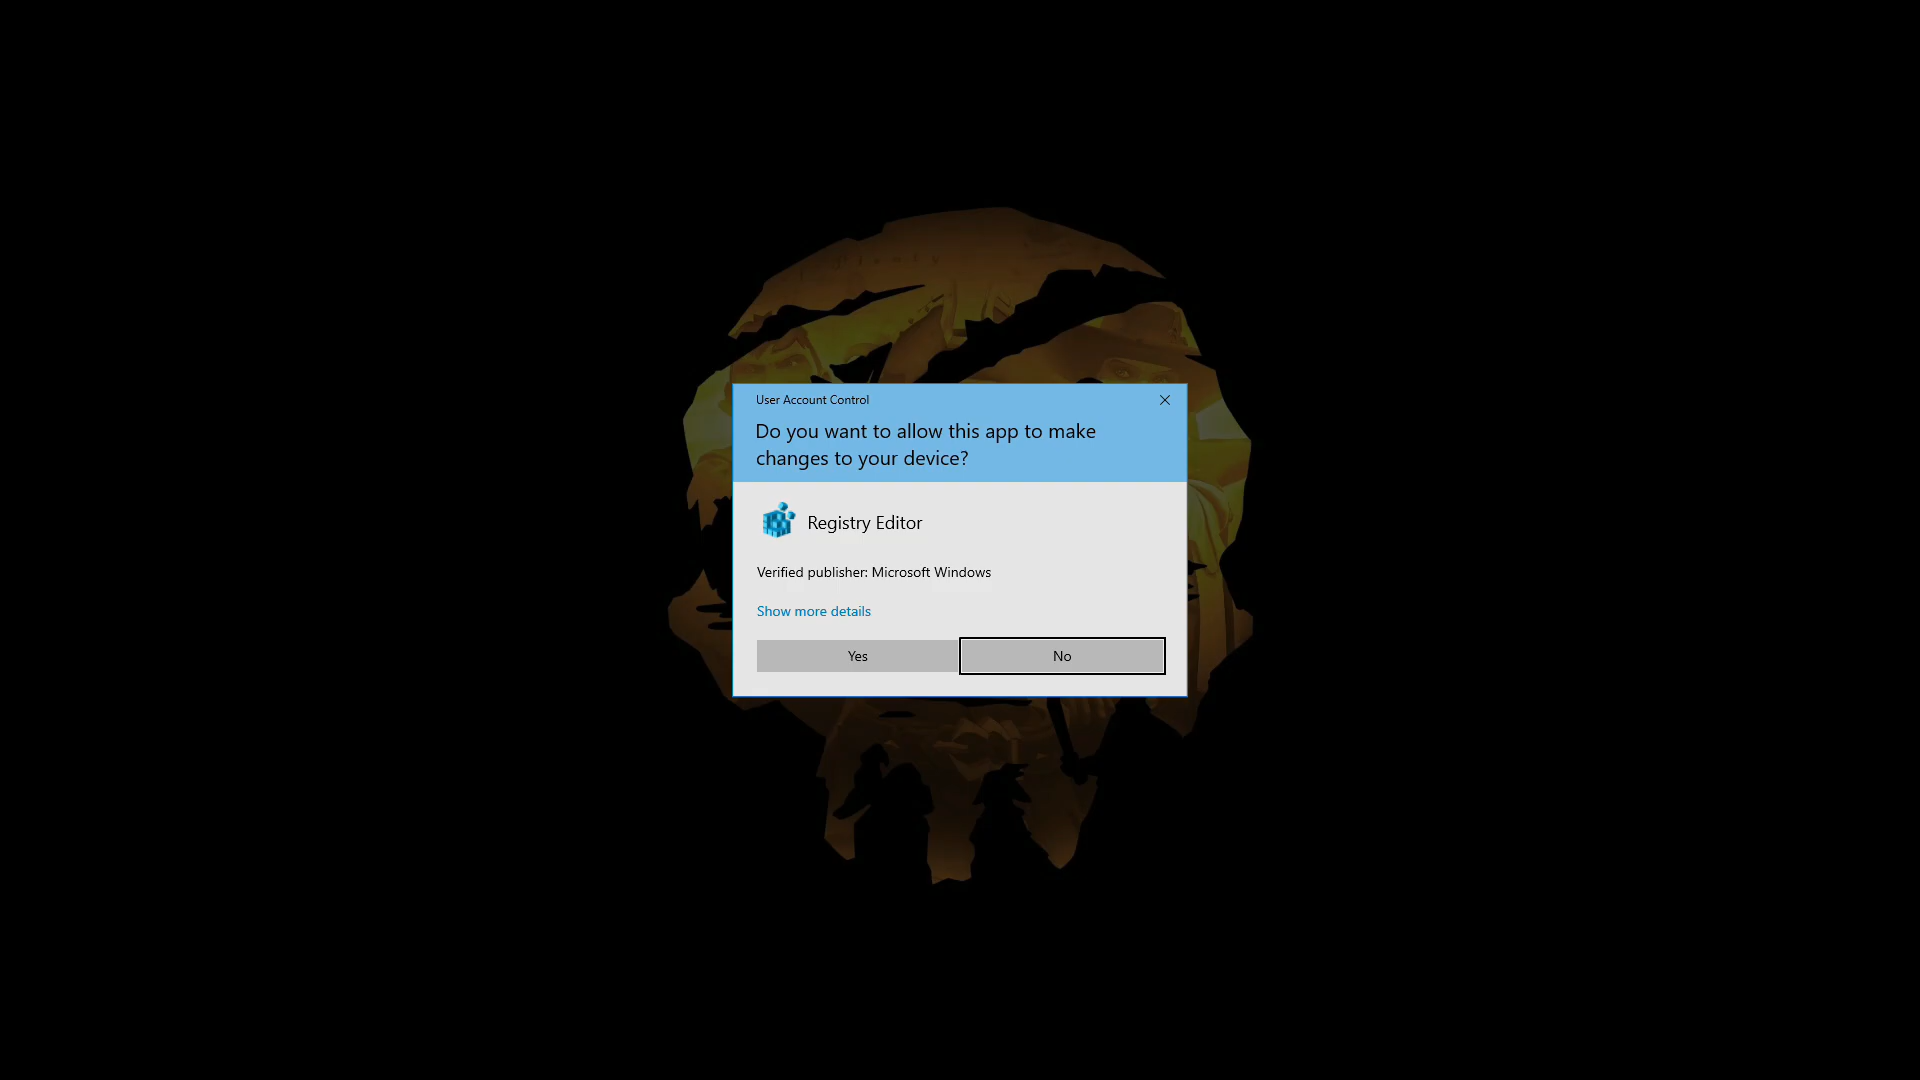 User Account Control
Do you want to allow this app to make
changes to your device?
Registry Editor
Verified publisher: Microsoft Windows
Show more details
Yes
No